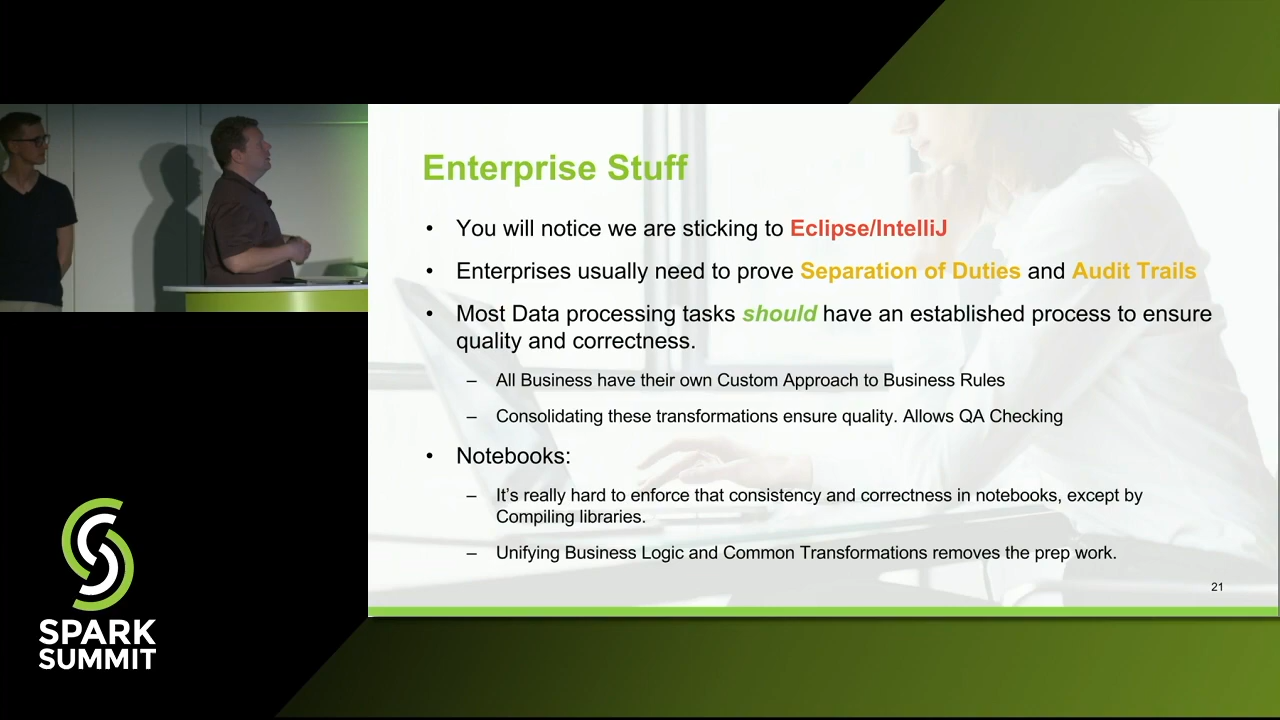 Enterprise Stuff
• You will notice we are sticking to Eclipse/IntelliJ
• Enterprises usually need to prove Separation of Duties and Audit Trails
• Most Data processing tasks should have an established process to ensure
quality and correctness.
– All Business have their own Custom Approach to Business Rules
– Consolidating these transformations ensure quality. Allows QA Checking
• Notebooks:
– It's really hard to enforce that consistency and correctness in notebooks, except by
Compiling libraries.
– Unifying Business Logic and Common Transformations removes the prep work.
21
SPARK
SUMMIT